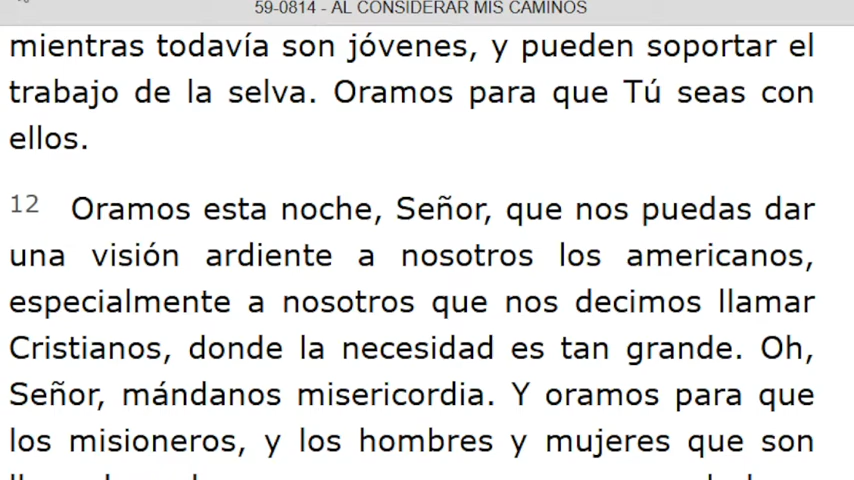 59-0814 - AL CONSIDERAR MIS CAMINOS
mientras todavía son jóvenes, y pueden soportar el
trabajo de la selva. Oramos para que Tú seas con
ellos.
12 Oramos esta noche, Señor, que nos puedas dar
una visión ardiente a nosotros los americanos,
especialmente a nosotros que nos decimos llamar
Cristianos, donde la necesidad es tan grande. Oh,
Señor, mándanos misericordia. Y oramos para que
los misioneros, y los hombres y mujeres que son